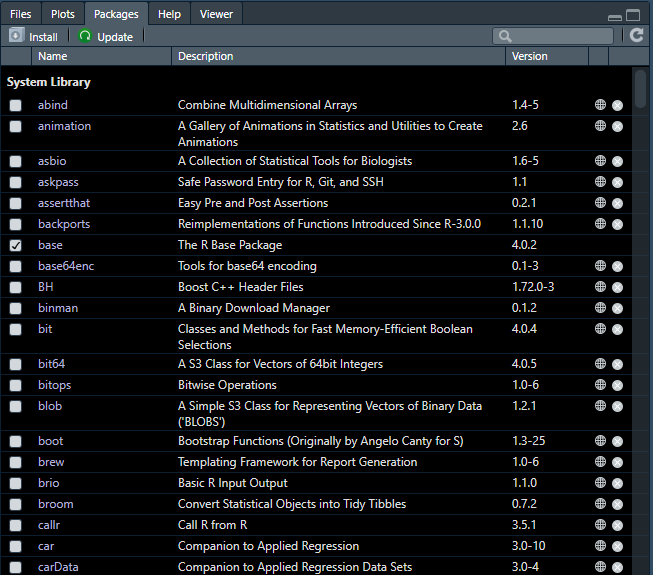 Files Plots Packages Help Viewer
Install Update
Name Description Version
System Library
abind Combine Multidimensional Arrays 1.4-5
animation A Gallery of Animations in Statistics and Utilities to Create 2.6
Animations
asbio A Collection of Statistical Tools for Biologists 1.6-5
askpass Safe Password Entry for R, Git, and SSH 1.1
assertthat Easy Pre and Post Assertions 0.2.1
backports Reimplementations of Functions Introduced Since R-3.0.0 1.1.10
base The R Base Package 4.0.2
base64enc Tools for base64 encoding 0.1-3
BH Boost C++ Header Files 1.72.0-3
binman A Binary Download Manager 0.1.2
bit Classes and Methods for Fast Memory-Efficient Boolean 4.0.4
Selections
bit64 A S3 Class for Vectors of 64bit Integers 4.0.5
bitops Bitwise Operations 1.0-6
blob A Simple S3 Class for Representing Vectors of Binary Data 1.2.1
('BLOBS')
boot Bootstrap Functions (Originally by Angelo Canty for S) 1.3-25
brew Templating Framework for Report Generation 1.0-6
brio Basic R Input Output 1.1.0
broom Convert Statistical Objects into Tidy Tibbles 0.7.2
callr Call R from R 3.5.1
car Companion to Applied Regression 3.0-10
carData Companion to Applied Regression Data Sets 3.0-4